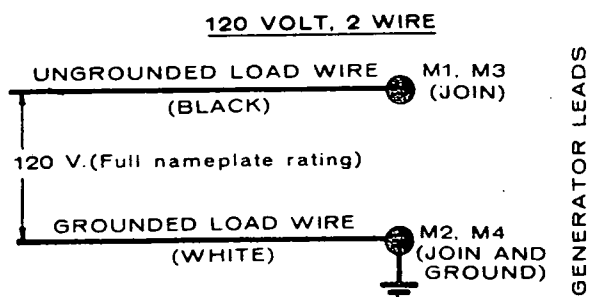 120 VOLT, 2 WIRE
UNGROUNDED LOAD WIRE
(BLACK)
M1, M3
(JOIN)
120 V.(Full nameplate rating)
GROUNDED LOAD WIRE
(WHITE)
M2, M4
(JOIN AND
GROUND)
GENERATOR LEADS